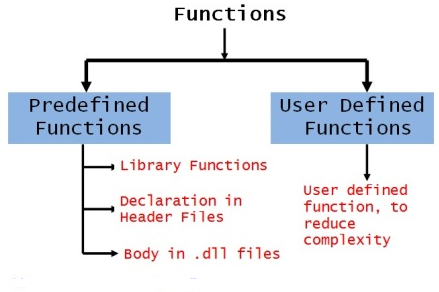 Functions
Predefined
Functions
User Defined
Functions
Library Functions
Declaration in
Header Files
Body in .dll files
User defined
function, to
reduce
complexity